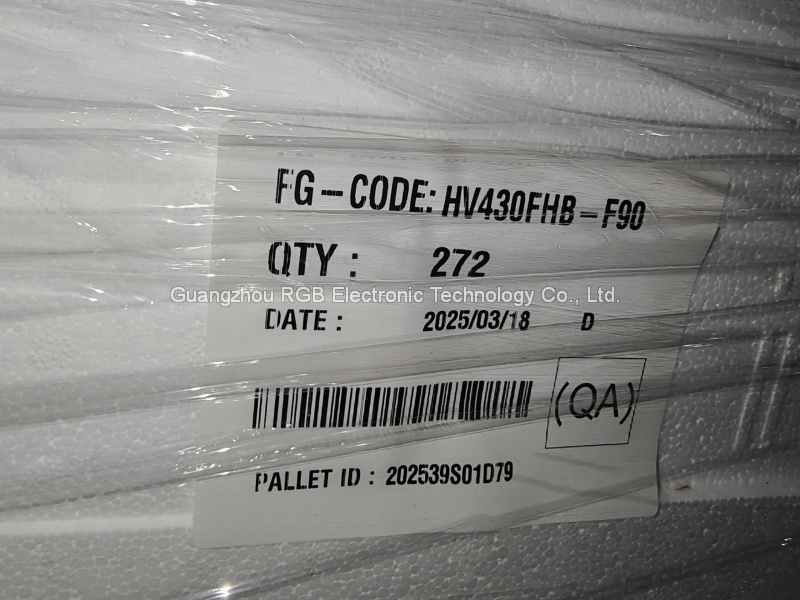 FG-CODE: HV430FHB-F90
QTY: 272
Guangzhou RGB Electronic Technology Co., Ltd.
DATE: 2025/03/18 D
(QA)
PALLET ID: 202539S01D79